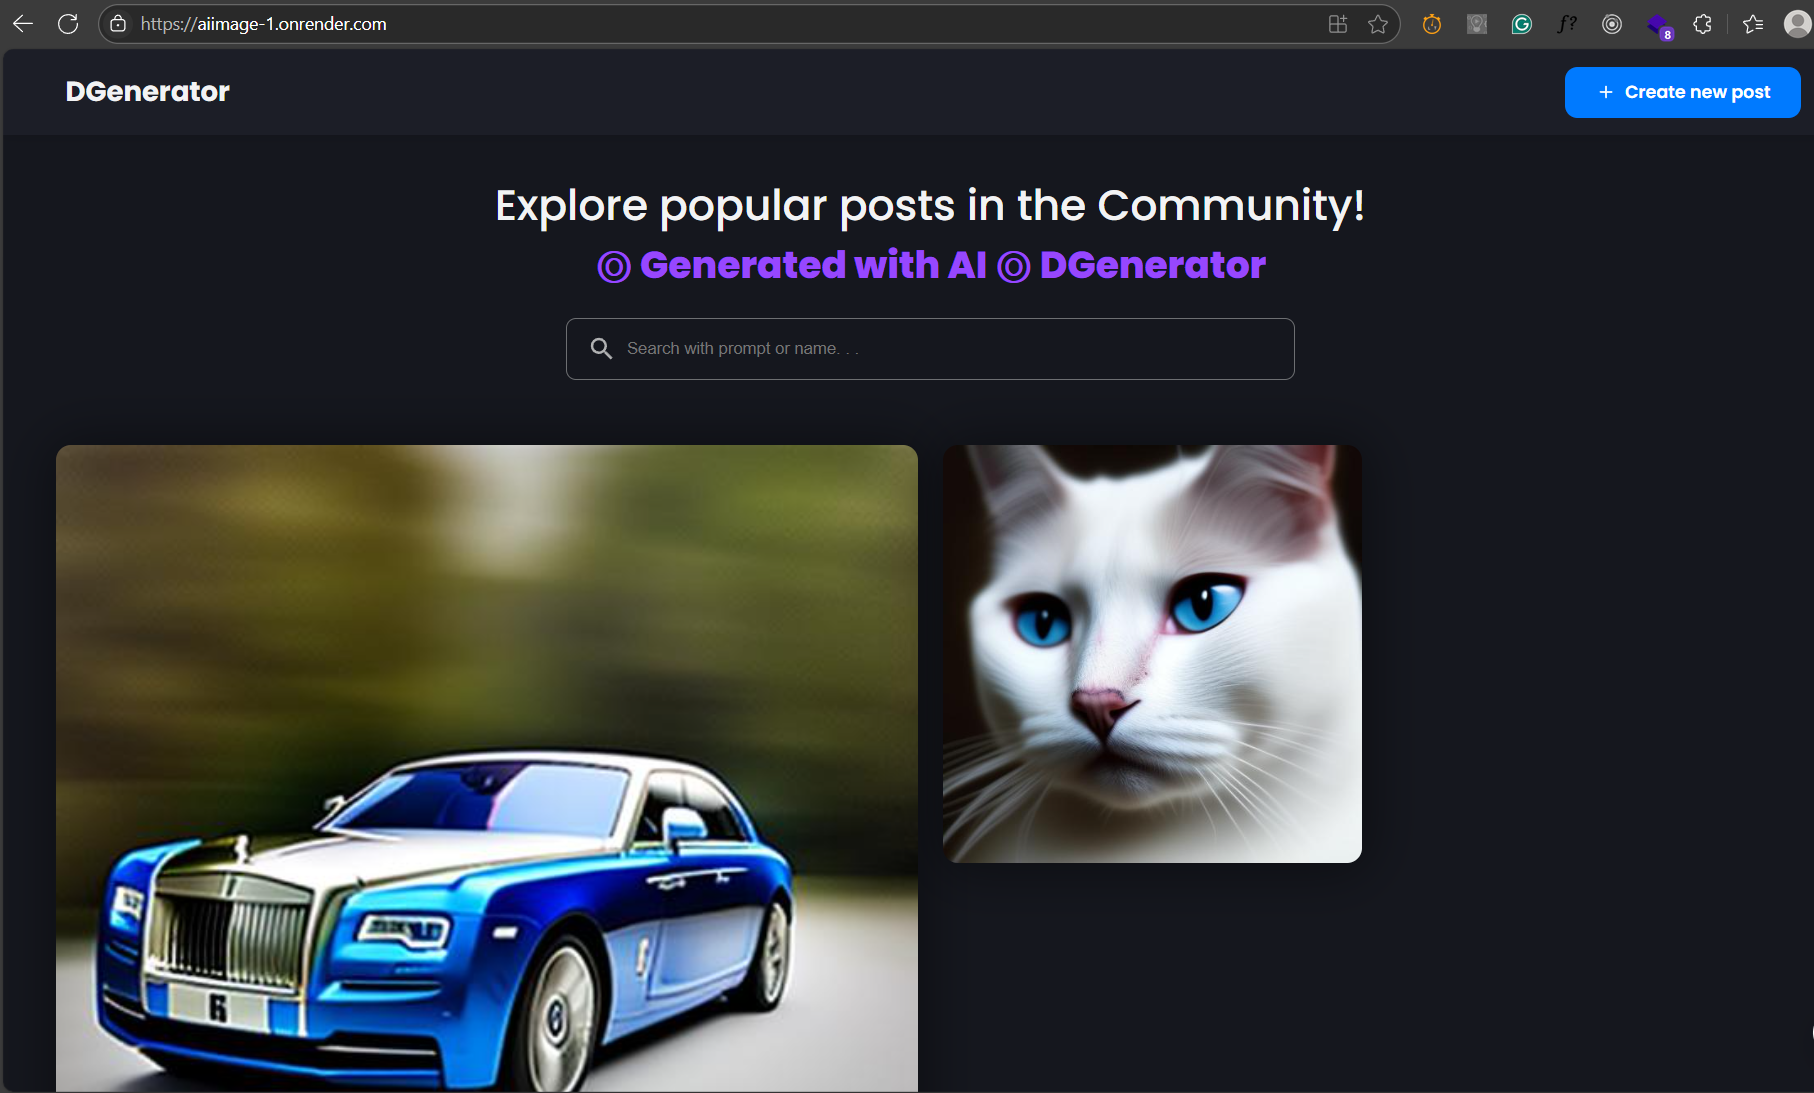 https://aiimage-1.onrender.com
8
DGenerator
+ Create new post
Explore popular posts in the Community!
Generated with AI DGenerator
Search with prompt or name. . .